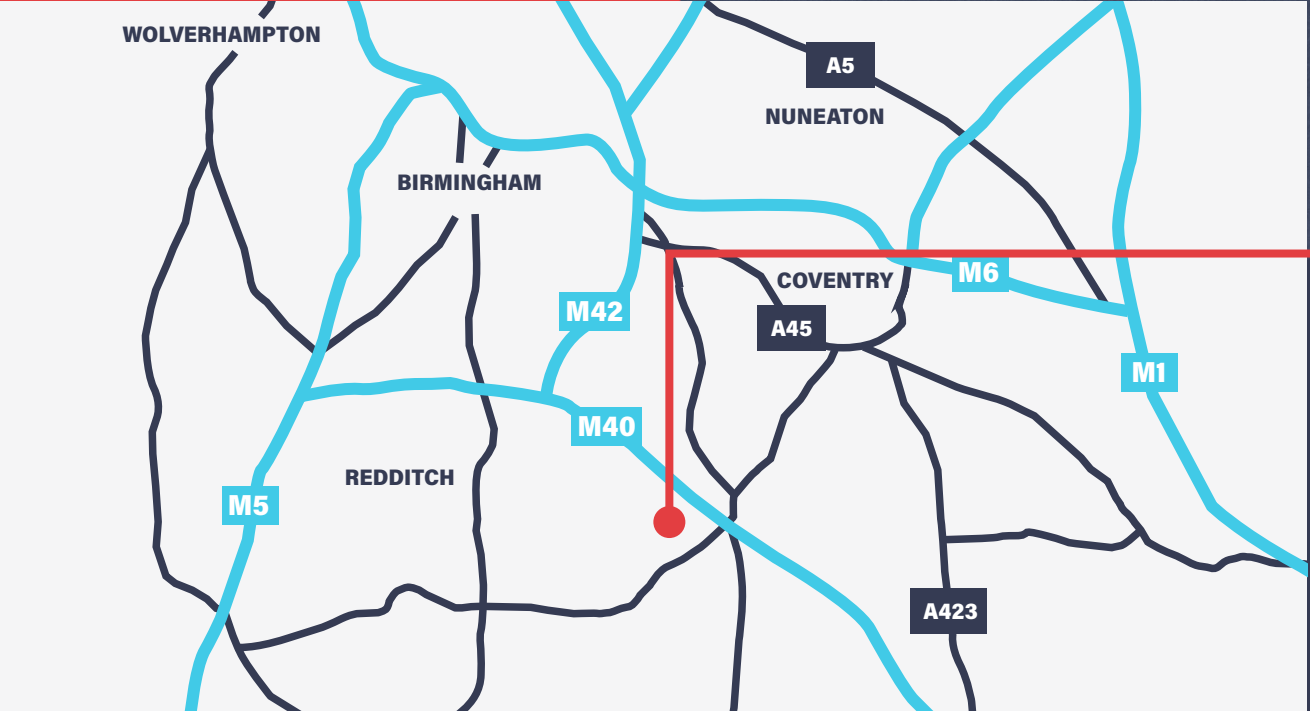 WOLVERHAMPTON
A5
NUNEATON
BIRMINGHAM
M6
COVENTRY
M42
A45
M1
M40
REDDITCH
M5
A423